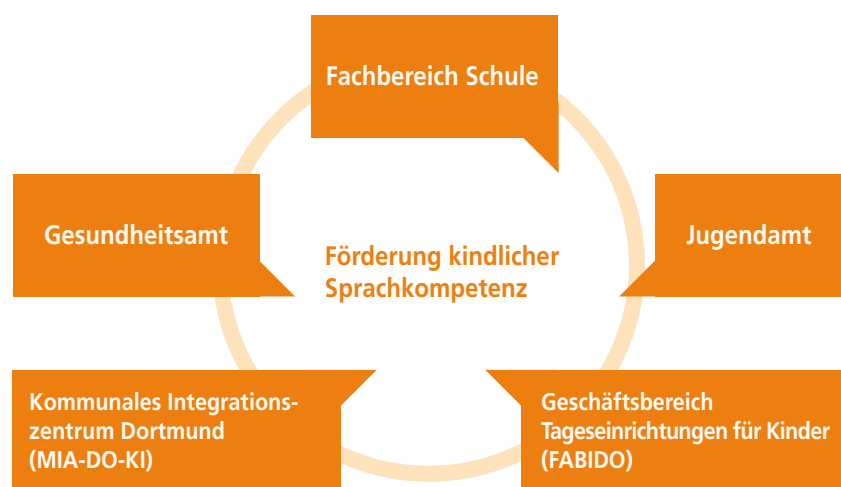 Fachbereich Schule
Gesundheitsamt
Jugendamt
Förderung kindlicher
Sprachkompetenz
Kommunales Integrations-
zentrum Dortmund
(MIA-DO-KI)
Geschäftsbereich
Tageseinrichtungen für Kinder
(FABIDO)